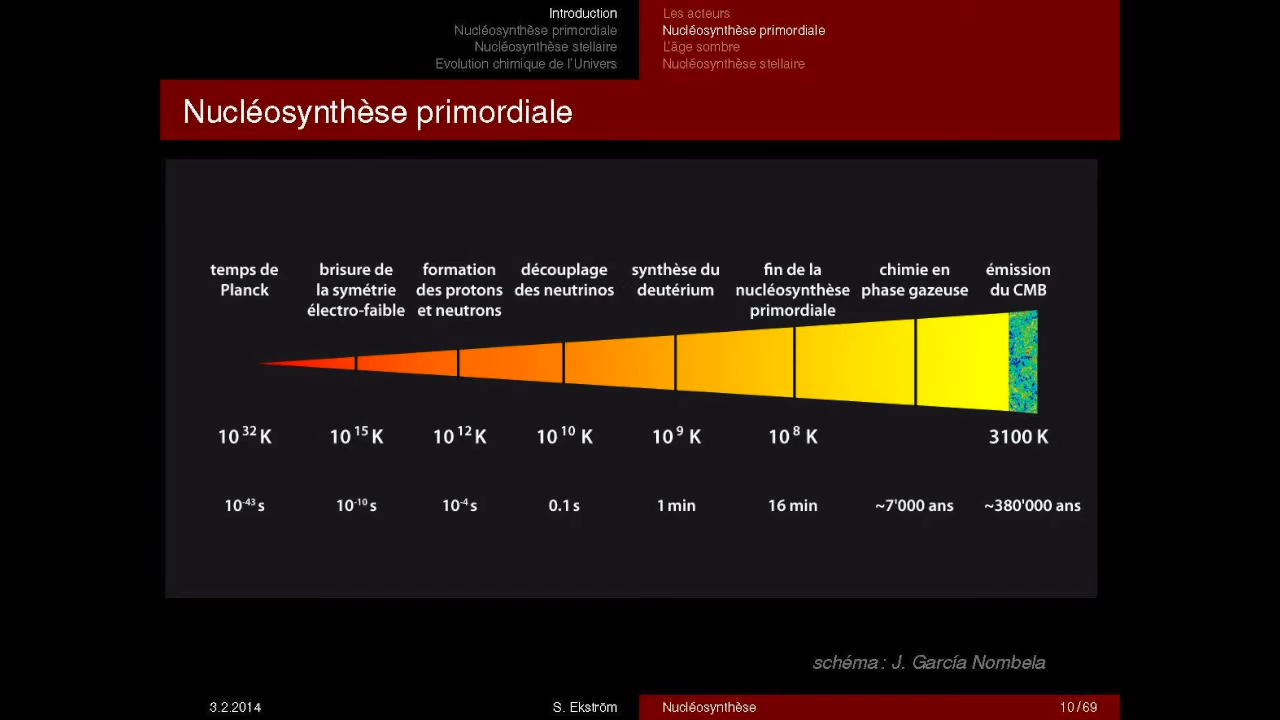 Introduction
Nucléosynthèse primordiale
Nucléosynthèse stellaire
Evolution chimique de l'Univers
Les acteurs
Nucléosynthèse primordiale
L'âge sombre
Nucléosynthèse stellaire
Nucléosynthèse primordiale
temps de
Planck
brisure de
la symétrie
électro-faible
formation
des protons
et neutrons
découplage
des neutrinos
synthèse du
deutérium
fin de la
nucléosynthèse
primordiale
chimie en
phase gazeuse
émission
du CMB
10³² K 10¹⁵ K 10¹² K 10¹⁰ K 10⁹ K 10⁸ K 3100 K
10⁻⁴³ s 10⁻¹⁰ s 10⁻⁴ s 0.1 s 1 min 16 min ~7'000 ans ~380'000 ans
schéma : J. García Nombela
3.2.2014 S. Ekström Nucléosynthèse 10/69